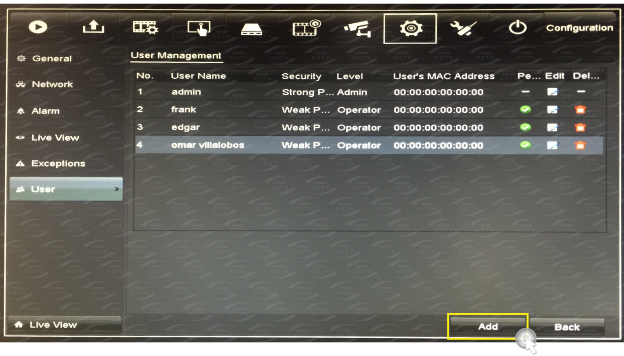 Configuration
General
Network
Alarm
Live View
Exceptions
User >
Live View
User Management
No. User Name Security Level User's MAC Address Pe... Edit Del...
1 admin Strong P... Admin 00:00:00:00:00:00 – –
2 frank Weak P... Operator 00:00:00:00:00:00
3 edgar Weak P... Operator 00:00:00:00:00:00
4 omar villalobos Weak P... Operator 00:00:00:00:00:00
Add Back